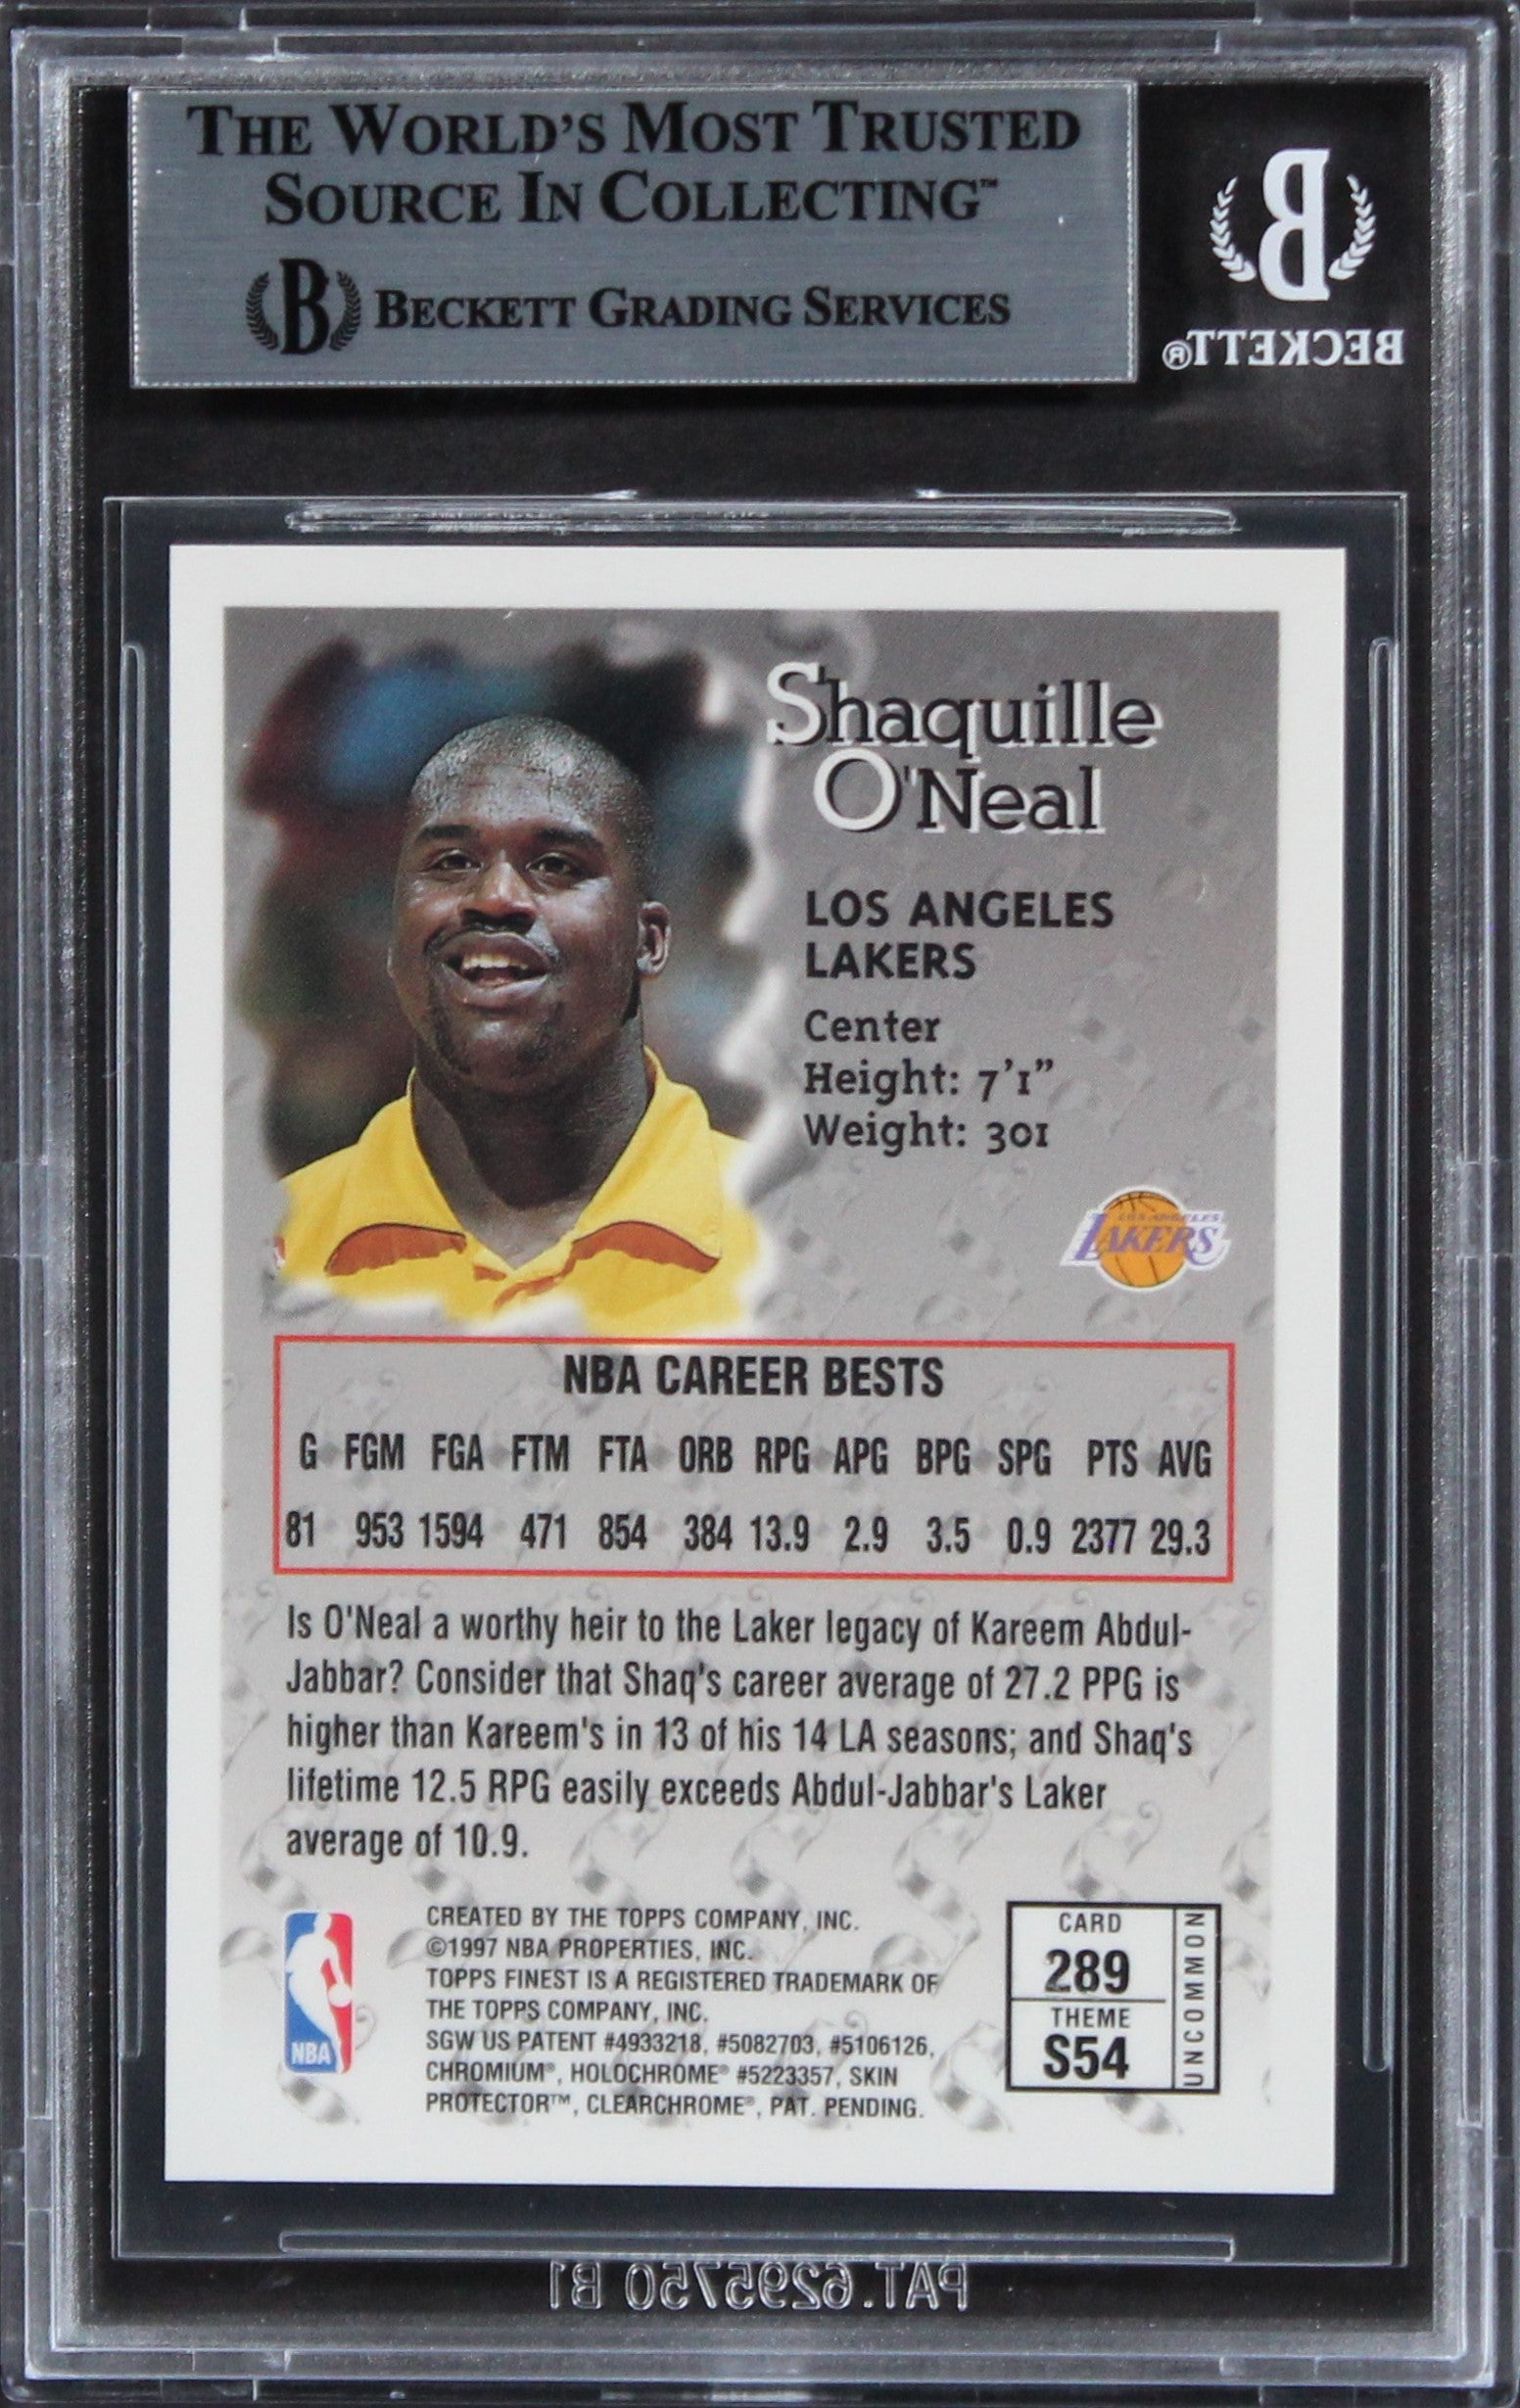 THE WORLD'S MOST TRUSTED
SOURCE IN COLLECTING™
B BECKETT GRADING SERVICES
B
BECKETT®
Shaquille
O'Neal
LOS ANGELES
LAKERS
Center
Height: 7'1"
Weight: 301
LOS ANGELES
LAKERS
NBA CAREER BESTS
G FGM FGA FTM FTA ORB RPG APG BPG SPG PTS AVG
81 953 1594 471 854 384 13.9 2.9 3.5 0.9 2377 29.3
Is O'Neal a worthy heir to the Laker legacy of Kareem Abdul-
Jabbar? Consider that Shaq's career average of 27.2 PPG is
higher than Kareem's in 13 of his 14 LA seasons; and Shaq's
lifetime 12.5 RPG easily exceeds Abdul-Jabbar's Laker
average of 10.9.
NBA
CREATED BY THE TOPPS COMPANY, INC.
©1997 NBA PROPERTIES, INC.
TOPPS FINEST IS A REGISTERED TRADEMARK OF
THE TOPPS COMPANY, INC.
SGW US PATENT #4933218, #5082703, #5106126,
CHROMIUM®, HOLOCHROME® #5223357, SKIN
PROTECTOR™, CLEARCHROME®, PAT. PENDING.
CARD
289
THEME
S54
UNCOMMON
PAT.6295750 B1